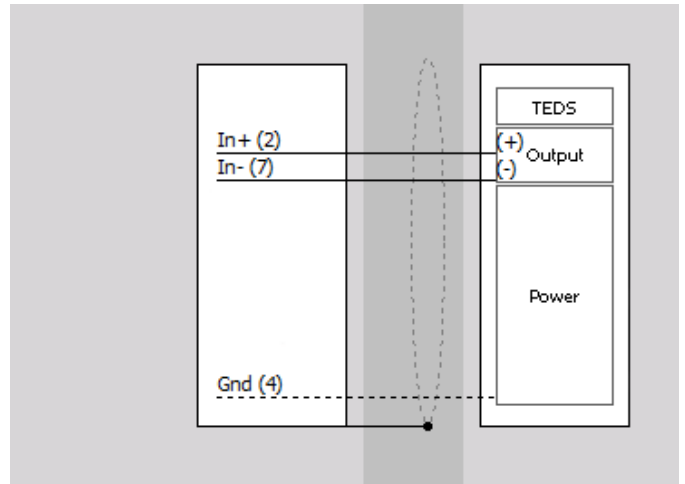 TEDS
In+ (2)
(+)
Output
In- (7)
(-)
Power
Gnd (4)